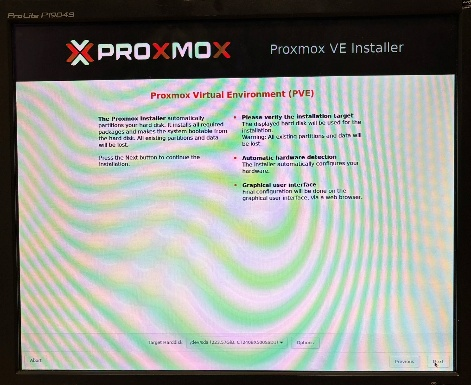 ProLite P1904S
PROXMOX
Proxmox VE Installer
Proxmox Virtual Environment (PVE)
The Proxmox Installer automatically
partitions your hard disk. It installs all required
packages and makes the system bootable from
the hard disk. All existing partitions and data
will be lost.
Press the Next button to continue the
installation.
Please verify the installation target
The displayed hard disk will be used for the
installation.
Warning: All existing partitions and data will
be lost.
Automatic hardware detection
The installer automatically configures your
hardware.
Graphical user interface
Final configuration will be done on the
graphical user interface, via a web browser.
Target Harddisk
Options
Abort
Previous
Next